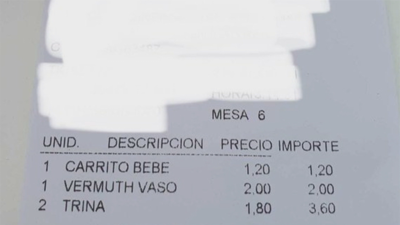 MESA 6
UNID. DESCRIPCION PRECIO IMPORTE
1 CARRITO BEBE 1,20 1,20
1 VERMUTH VASO 2,00 2,00
2 TRINA 1,80 3,60